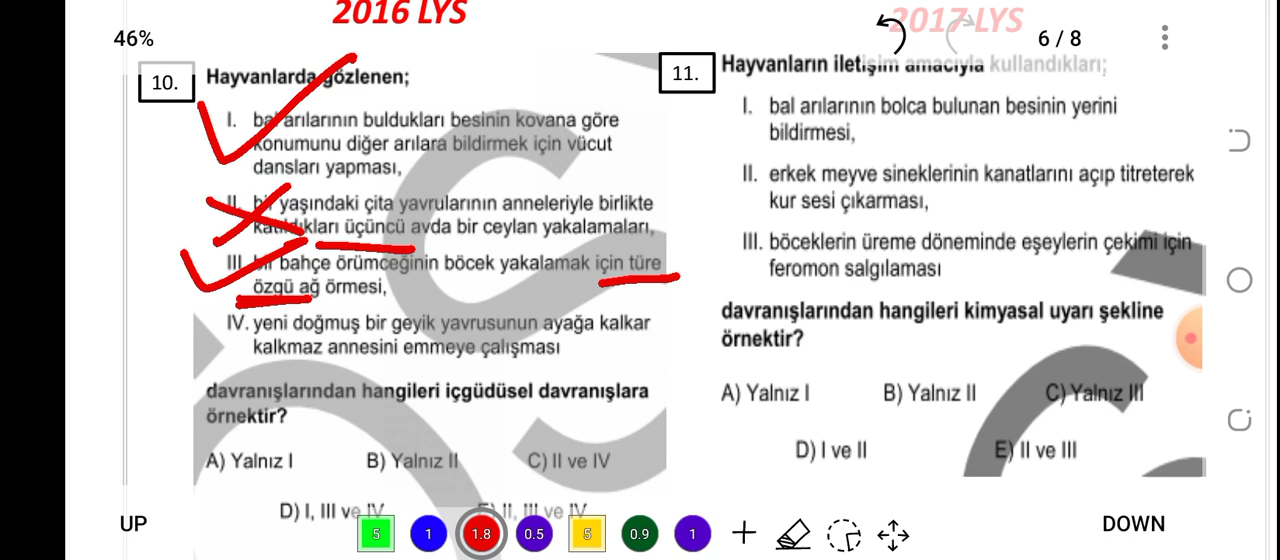 2016 LYS
2017 LYS
46%
6 / 8
10.
Hayvanlarda gözlenen;
I. bal arılarının buldukları besinin kovana göre
konumunu diğer arılara bildirmek için vücut
dansları yapması,
II. bir yaşındaki çita yavrularının anneleriyle birlikte
katıldıkları üçüncü avda bir ceylan yakalamaları,
III. bir bahçe örümceğinin böcek yakalamak için türe
özgü ağ örmesi,
IV. yeni doğmuş bir geyik yavrusunun ayağa kalkar
kalkmaz annesini emmeye çalışması
davranışlarından hangileri içgüdüsel davranışlara
örnektir?
A) Yalnız I
B) Yalnız II
C) II ve IV
D) I, III ve IV
E) II, III ve IV
11.
Hayvanların iletişim amacıyla kullandıkları;
I. bal arılarının bolca bulunan besinin yerini
bildirmesi,
II. erkek meyve sineklerinin kanatlarını açıp titreterek
kur sesi çıkarması,
III. böceklerin üreme döneminde eşeylerin çekimi için
feromon salgılaması
davranışlarından hangileri kimyasal uyarı şekline
örnektir?
A) Yalnız I
B) Yalnız II
C) Yalnız III
D) I ve II
E) II ve III
UP
5
1
1.8
0.5
5
0.9
1
DOWN